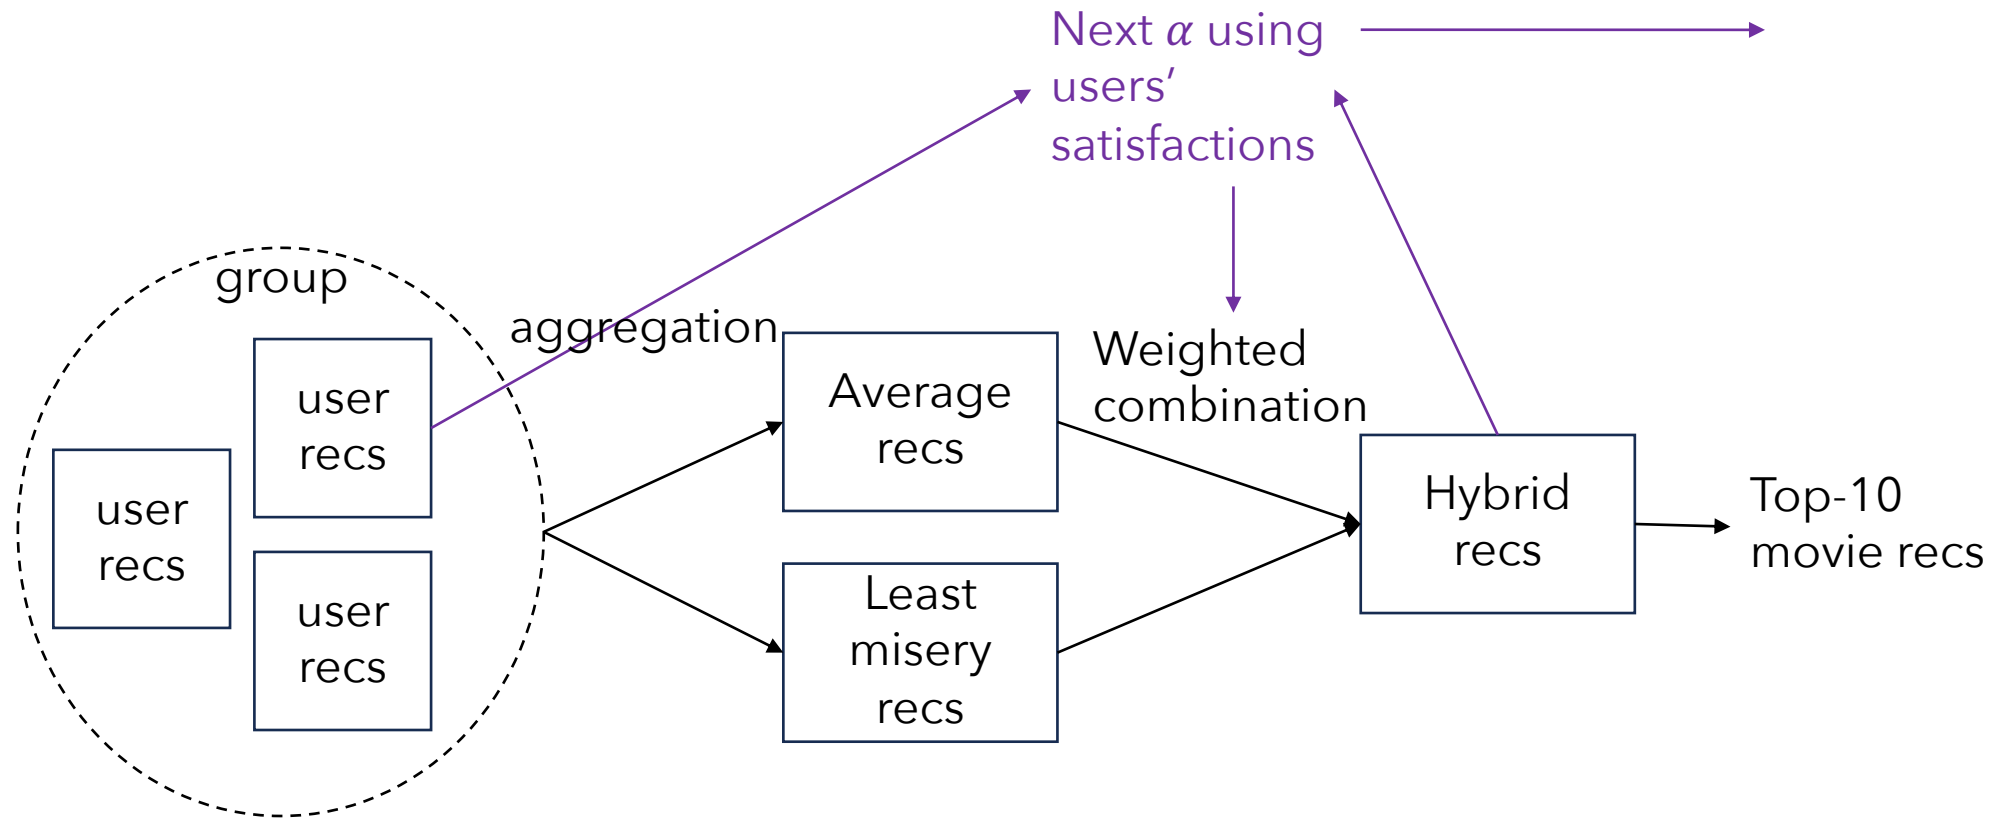 Next α using
users’
satisfactions
group
aggregation
user
recs
user
recs
user
recs
Average
recs
Least
misery
recs
Weighted
combination
Hybrid
recs
Top-10
movie recs